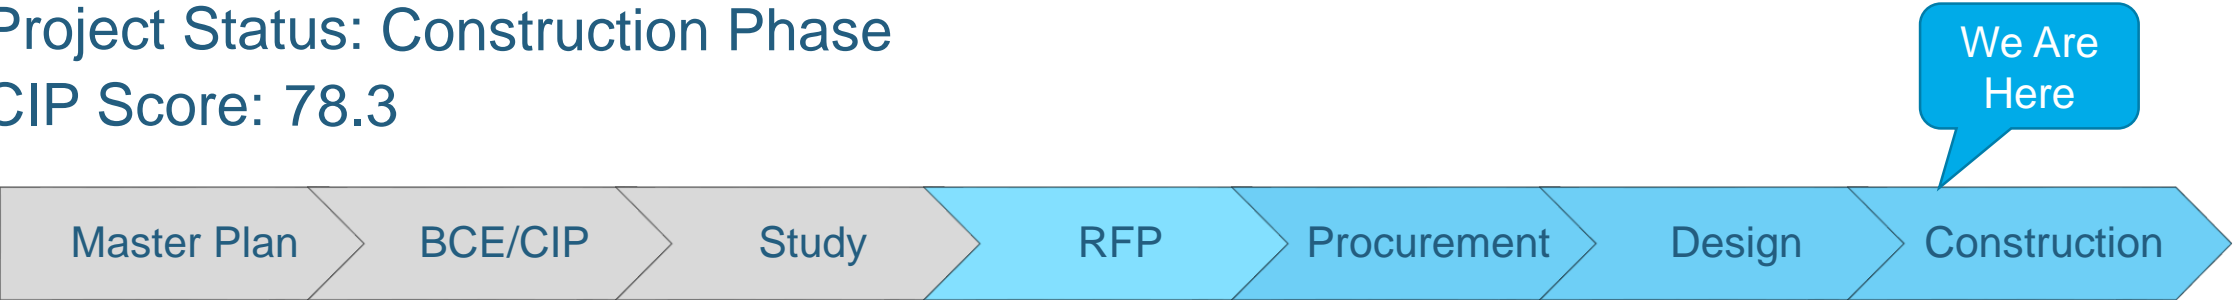 Project Status: Construction Phase
CIP Score: 78.3
We Are
Here
Master Plan
BCE/CIP
Study
RFP
Procurement
Design
Construction